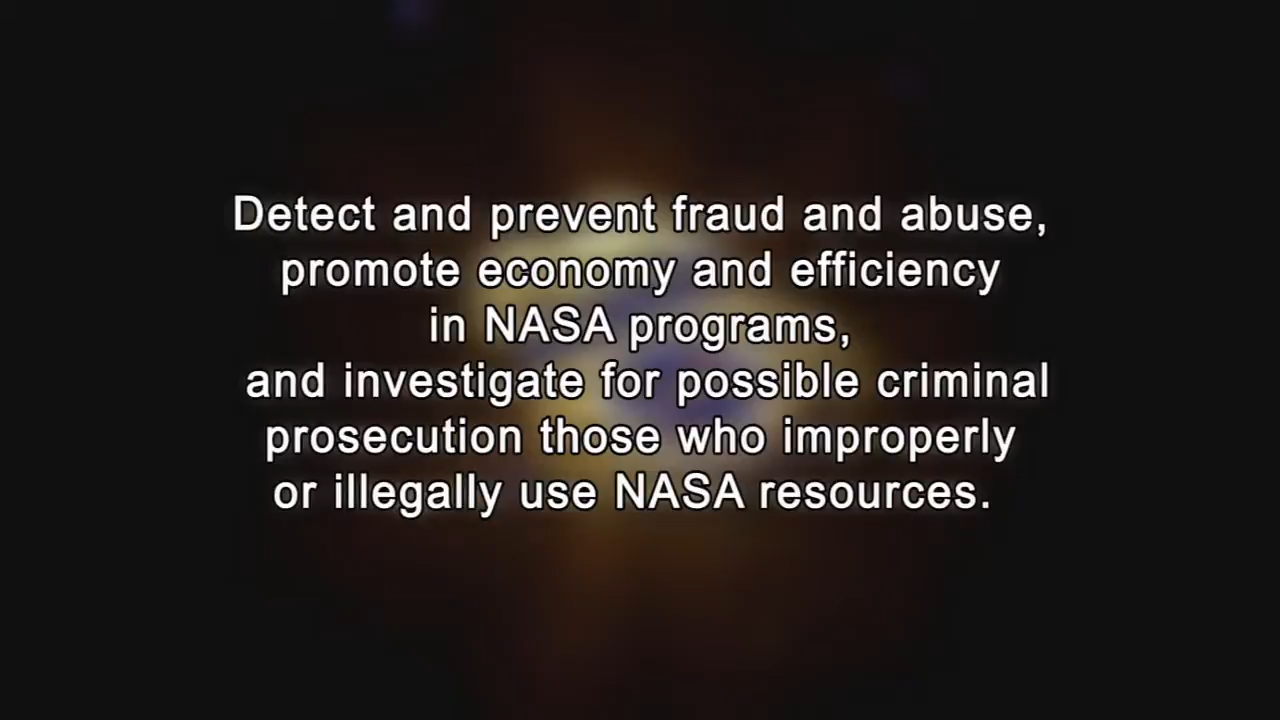 Detect and prevent fraud and abuse,
promote economy and efficiency
in NASA programs,
and investigate for possible criminal
prosecution those who improperly
or illegally use NASA resources.